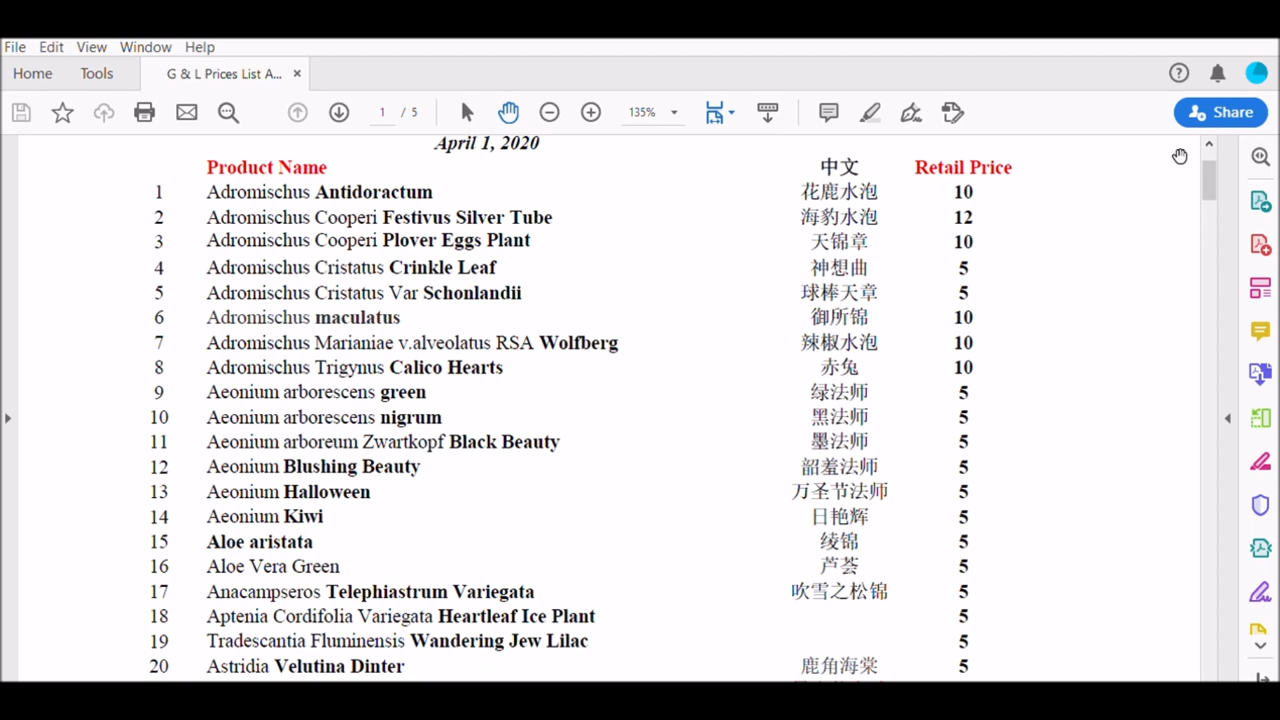 File Edit View Window Help
Home Tools G & L Prices List A... ×
1 / 5 135% Share
April 1, 2020
Product Name 中文 Retail Price
1 Adromischus Antidoractum 花鹿水泡 10
2 Adromischus Cooperi Festivus Silver Tube 海豹水泡 12
3 Adromischus Cooperi Plover Eggs Plant 天锦章 10
4 Adromischus Cristatus Crinkle Leaf 神想曲 5
5 Adromischus Cristatus Var Schonlandii 球棒天章 5
6 Adromischus maculatus 御所锦 10
7 Adromischus Marianiae v.alveolatus RSA Wolfberg 辣椒水泡 10
8 Adromischus Trigynus Calico Hearts 赤兔 10
9 Aeonium arborescens green 绿法师 5
10 Aeonium arborescens nigrum 黑法师 5
11 Aeonium arboreum Zwartkopf Black Beauty 墨法师 5
12 Aeonium Blushing Beauty 韶羞法师 5
13 Aeonium Halloween 万圣节法师 5
14 Aeonium Kiwi 日艳辉 5
15 Aloe aristata 绫锦 5
16 Aloe Vera Green 芦荟 5
17 Anacampseros Telephiastrum Variegata 吹雪之松锦 5
18 Aptenia Cordifolia Variegata Heartleaf Ice Plant 5
19 Tradescantia Fluminensis Wandering Jew Lilac 5
20 Astridia Velutina Dinter 鹿角海棠 5